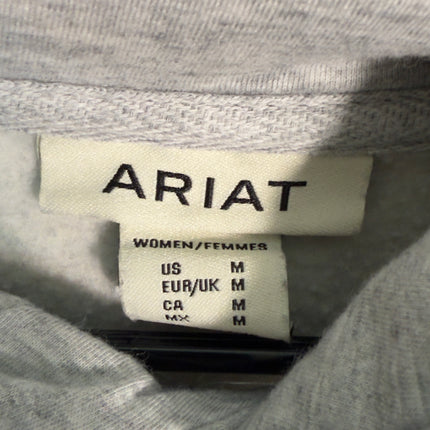 ARIAT
WOMEN/FEMMES
US M
EUR/UK M
CA M
MX M